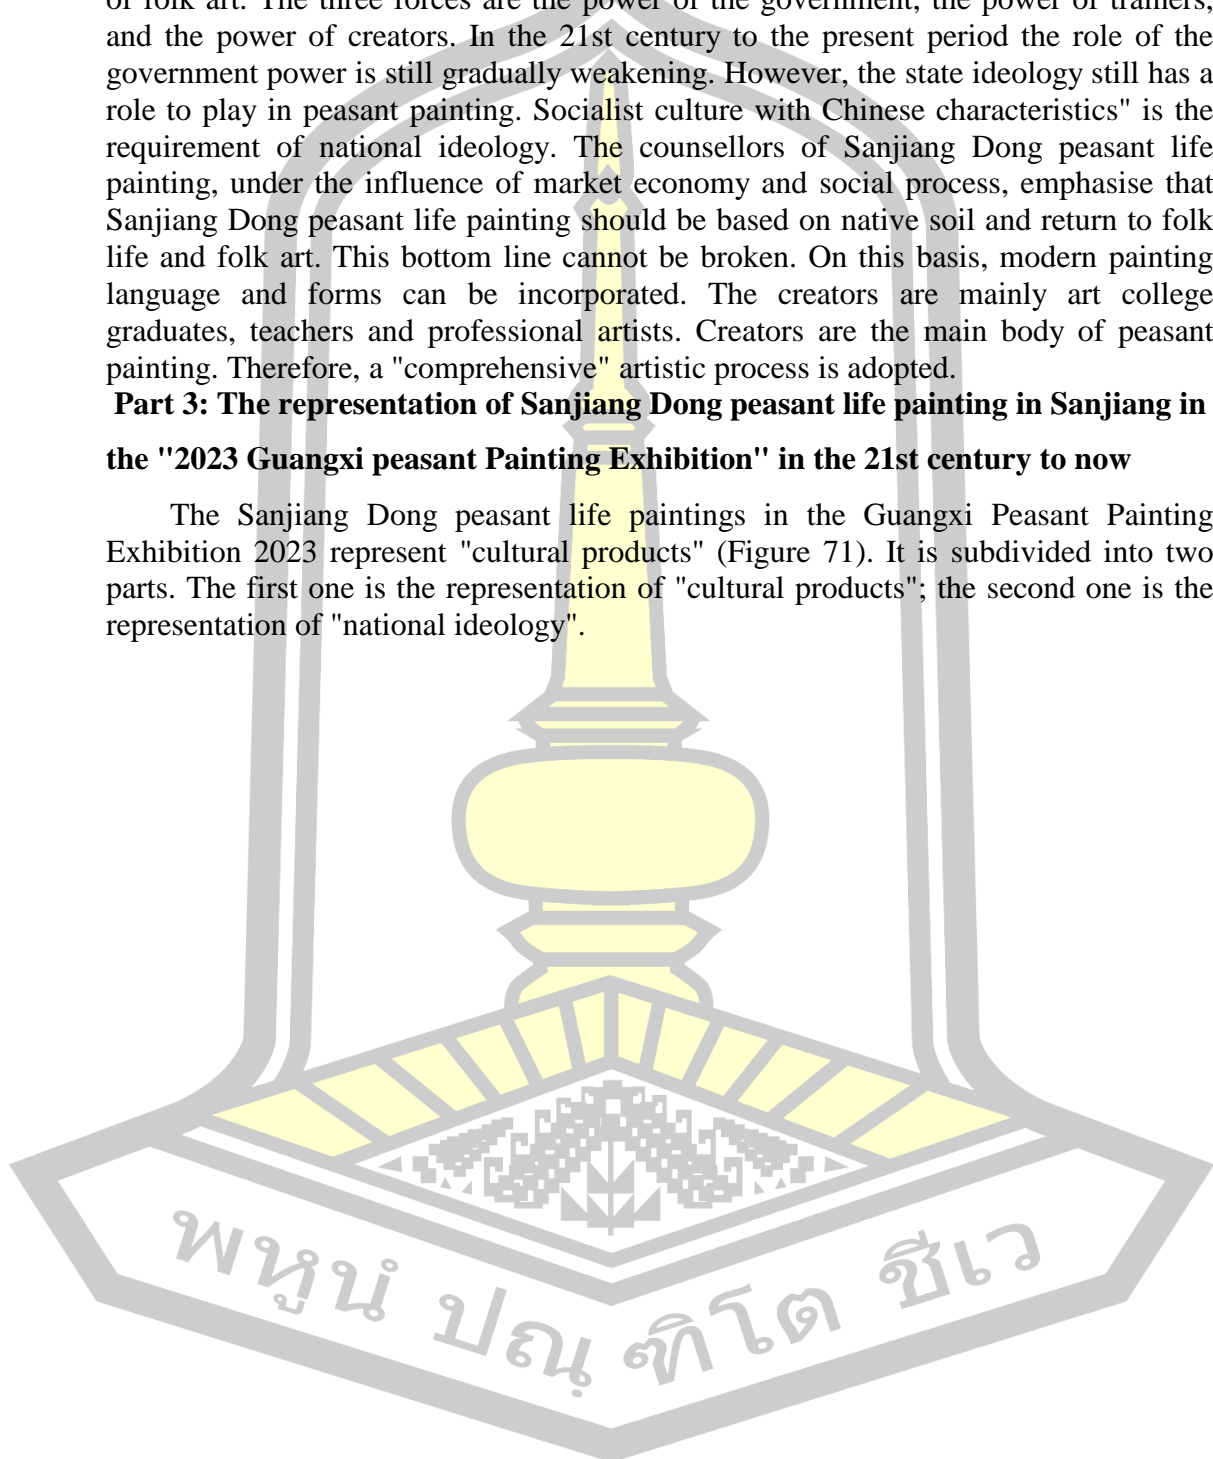 of folk art. The three forces are the power of the government, the power of trainers,
and the power of creators. In the 21st century to the present period the role of the
government power is still gradually weakening. However, the state ideology still has a
role to play in peasant painting. Socialist culture with Chinese characteristics" is the
requirement of national ideology. The counsellors of Sanjiang Dong peasant life
painting, under the influence of market economy and social process, emphasise that
Sanjiang Dong peasant life painting should be based on native soil and return to folk
life and folk art. This bottom line cannot be broken. On this basis, modern painting
language and forms can be incorporated. The creators are mainly art college
graduates, teachers and professional artists. Creators are the main body of peasant
painting. Therefore, a "comprehensive" artistic process is adopted.
Part 3: The representation of Sanjiang Dong peasant life painting in Sanjiang in
the "2023 Guangxi peasant Painting Exhibition" in the 21st century to now
The Sanjiang Dong peasant life paintings in the Guangxi Peasant Painting
Exhibition 2023 represent "cultural products" (Figure 71). It is subdivided into two
parts. The first one is the representation of "cultural products"; the second one is the
representation of "national ideology".
พหูนํ ปณฺฑิโต ชีเว